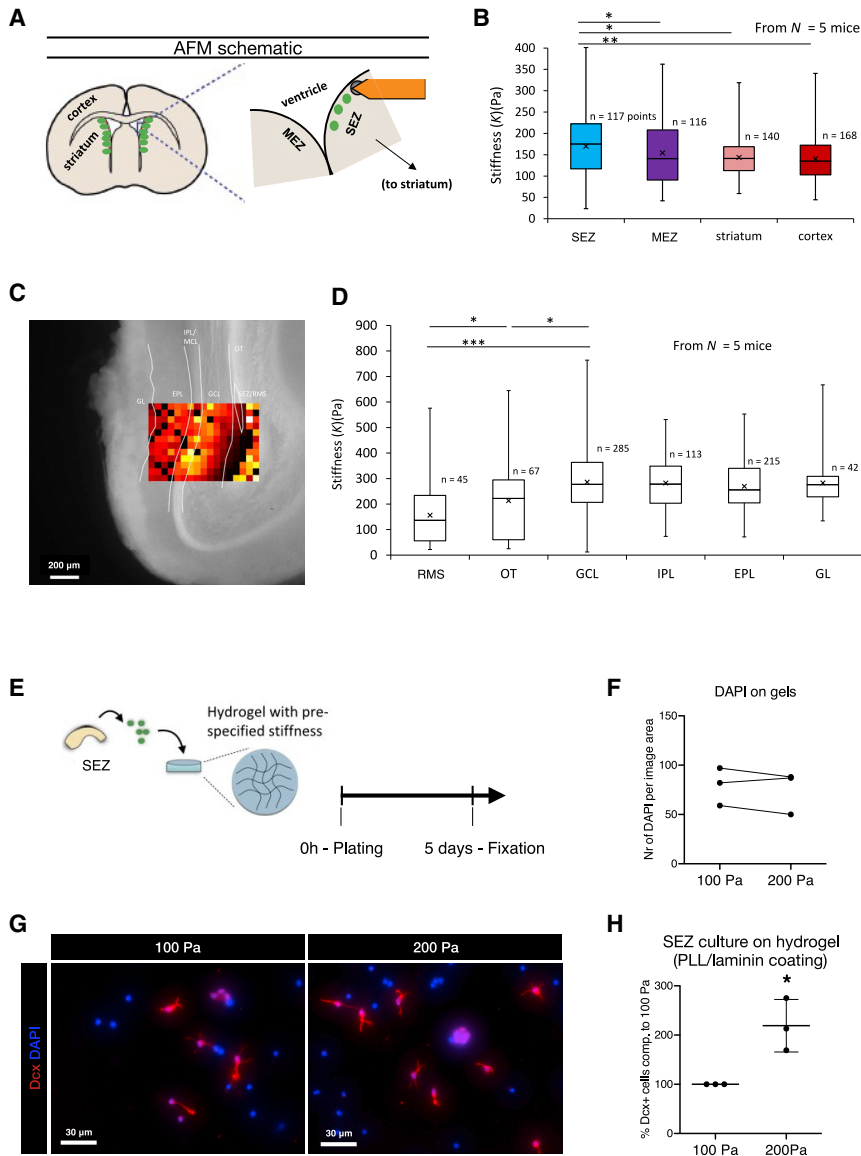 A
AFM schematic
cortex
striatum
ventricle
MEZ
SEZ
(to striatum)
B
*
*
**
From N = 5 mice
Stiffness (K)(Pa)
400
350
300
250
200
150
100
50
0
n = 117 points
n = 116
n = 140
n = 168
SEZ
MEZ
striatum
cortex
C
IPL/
MCL
OT
GL
EPL
GCL
SEZ/RMS
200 µm
D
*
*
***
From N = 5 mice
Stiffness (K)(Pa)
900
800
700
600
500
400
300
200
100
0
n = 45
n = 67
n = 285
n = 113
n = 215
n = 42
RMS
OT
GCL
IPL
EPL
GL
E
SEZ
Hydrogel with pre-
specified stiffness
0h - Plating
5 days - Fixation
F
DAPI on gels
Nr of DAPI per image area
150
100
50
0
100 Pa
200 Pa
G
100 Pa
200 Pa
Dcx DAPI
30 µm
30 µm
H
SEZ culture on hydrogel
(PLL/laminin coating)
*
% Dcx+ cells comp. to 100 Pa
300
200
100
0
100 Pa
200Pa